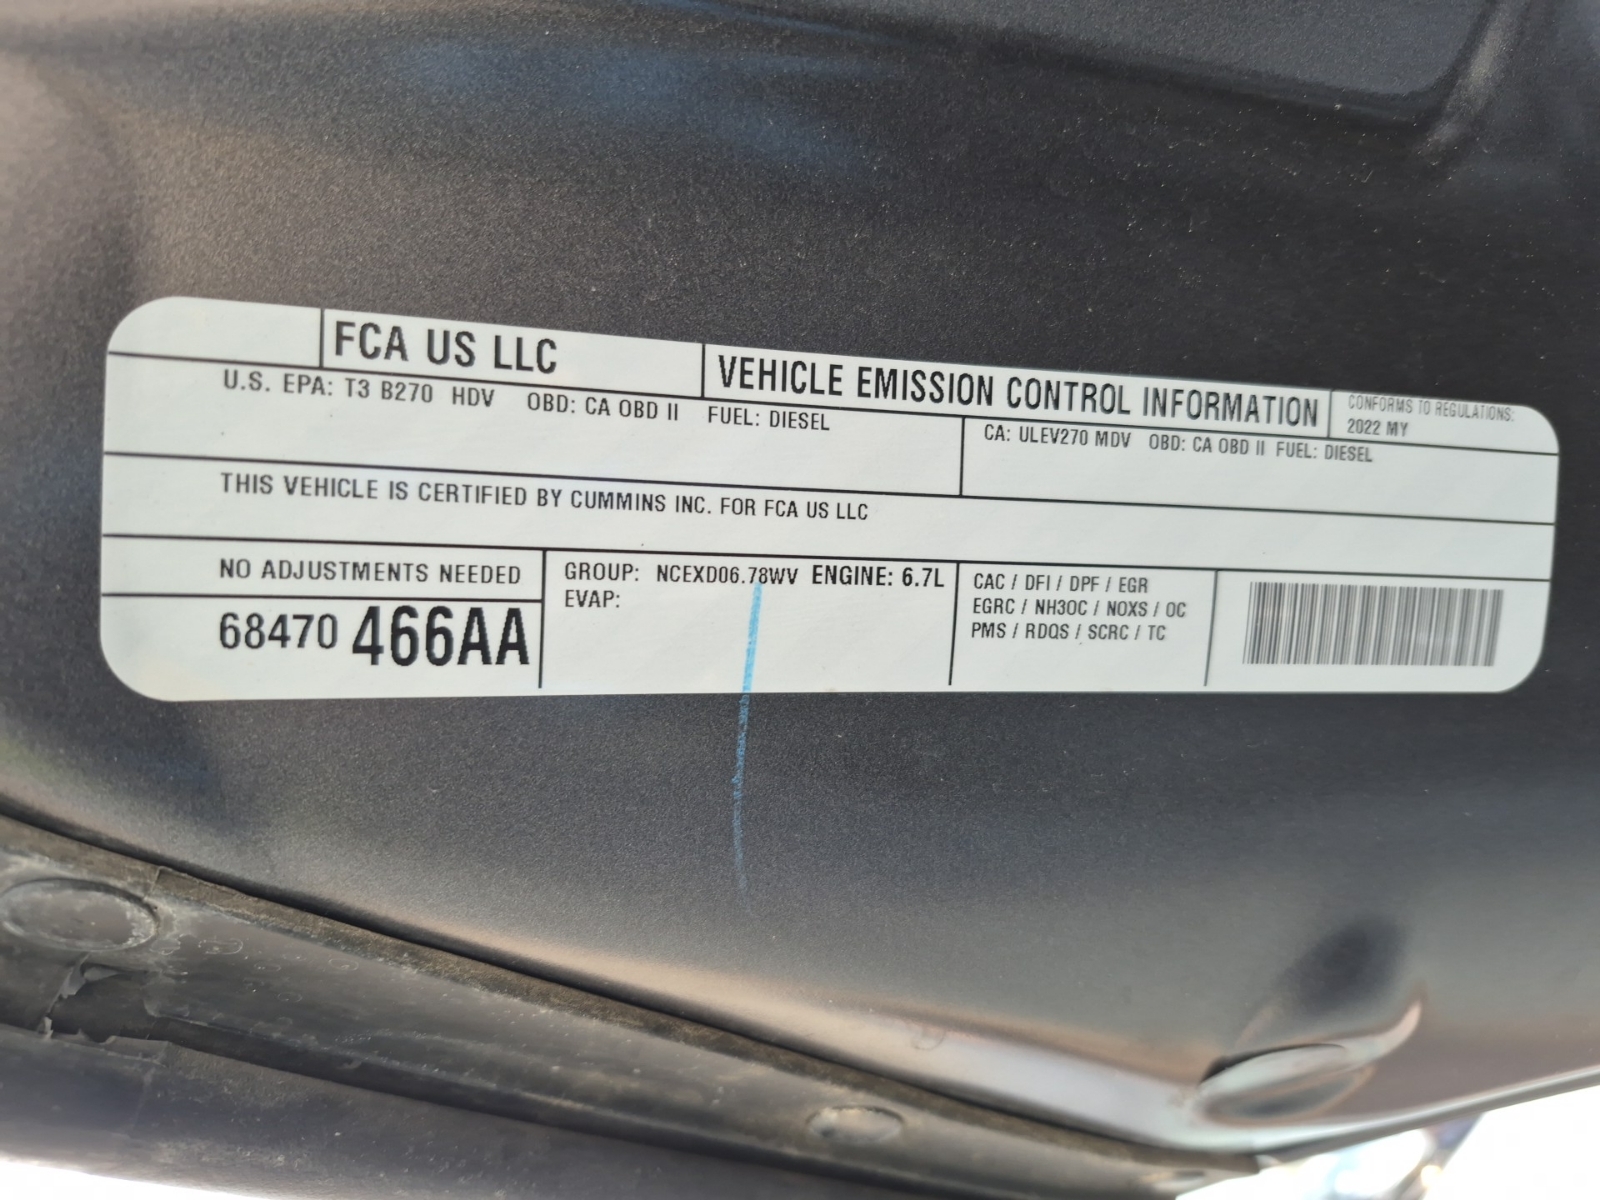 FCA US LLC
VEHICLE EMISSION CONTROL INFORMATION
CONFORMS TO REGULATIONS:
2022 MY
U.S. EPA: T3 B270 HDV OBD: CA OBD II FUEL: DIESEL
CA: ULEV270 MDV OBD: CA OBD II FUEL: DIESEL
THIS VEHICLE IS CERTIFIED BY CUMMINS INC. FOR FCA US LLC
NO ADJUSTMENTS NEEDED
68470 466AA
GROUP: NCEXD06.78WV ENGINE: 6.7L
EVAP:
CAC / DFI / DPF / EGR
EGRC / NH3OC / NOXS / OC
PMS / RDQS / SCRC / TC